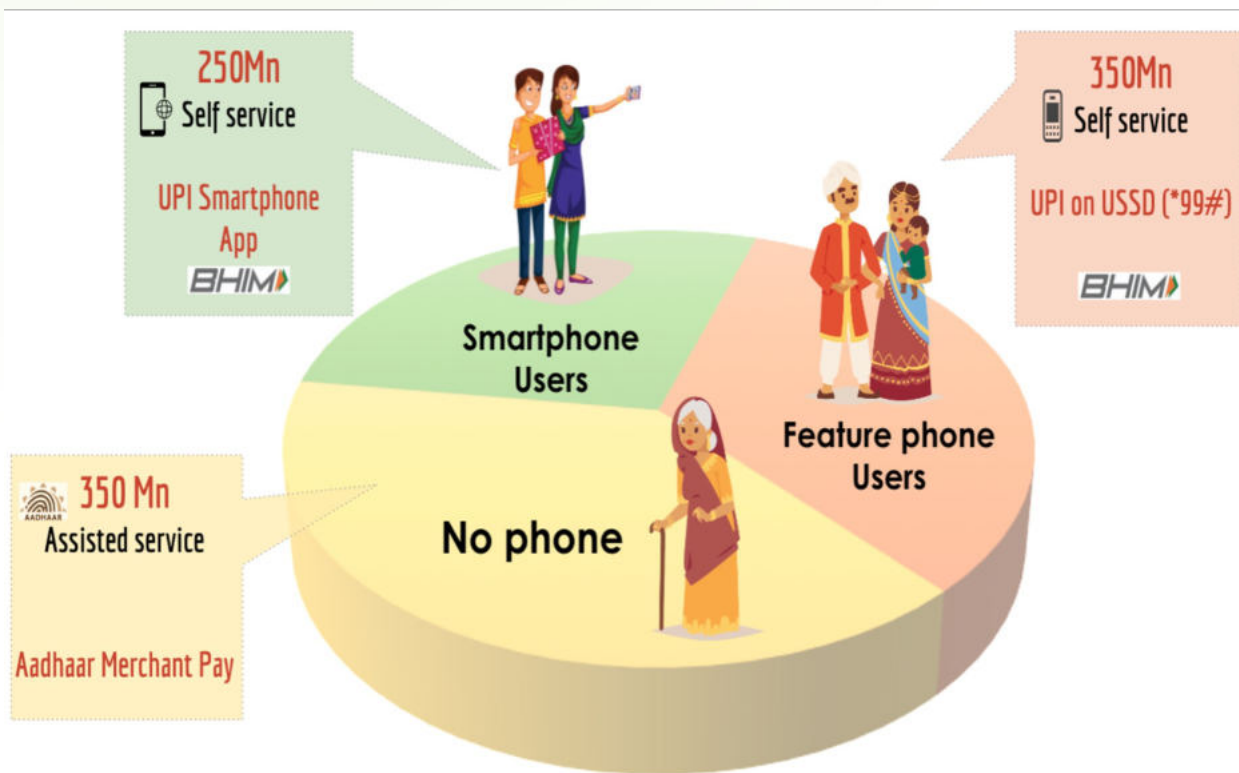 250Mn
Self service
UPI Smartphone
App
BHIM
350Mn
Self service
UPI on USSD (*99#)
BHIM
Smartphone
Users
Feature phone
Users
AADHAAR
350 Mn
Assisted service
Aadhaar Merchant Pay
No phone